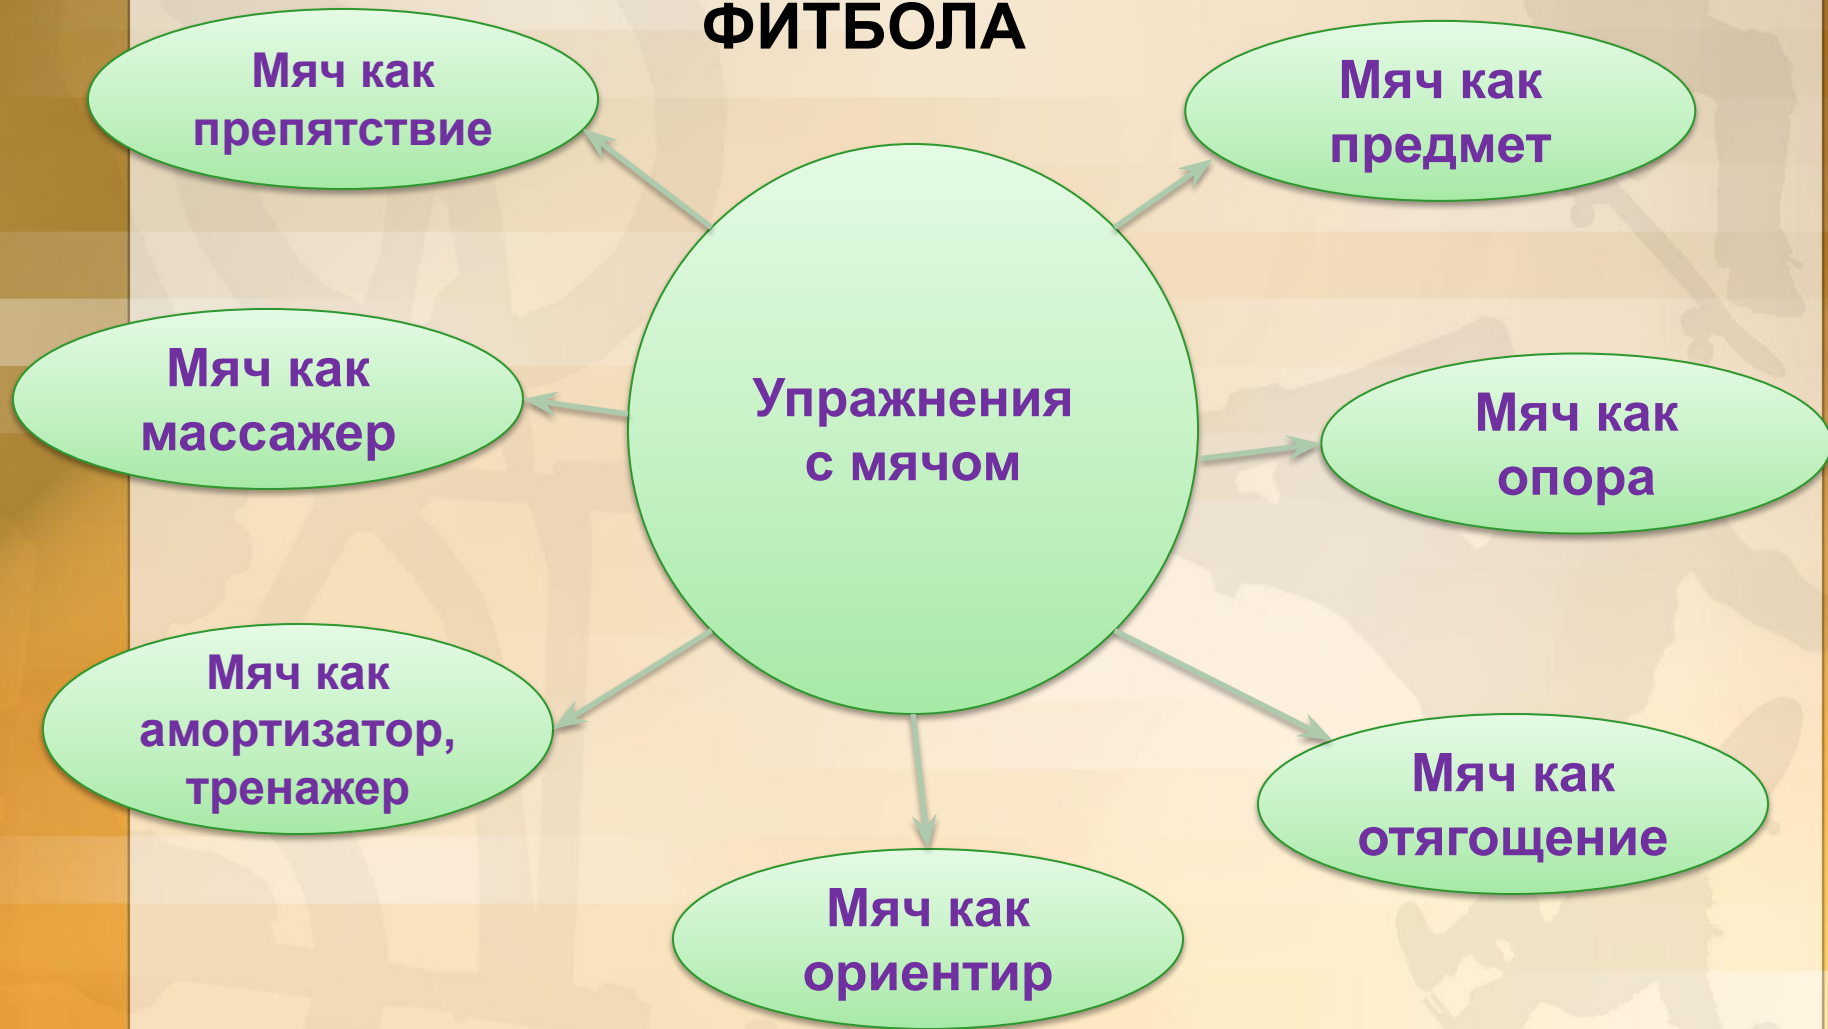 ФИТБОЛА
Мяч как
препятствие
Мяч как
предмет
Мяч как
массажер
Упражнения
с мячом
Мяч как
опора
Мяч как
амортизатор,
тренажер
Мяч как
отягощение
Мяч как
ориентир